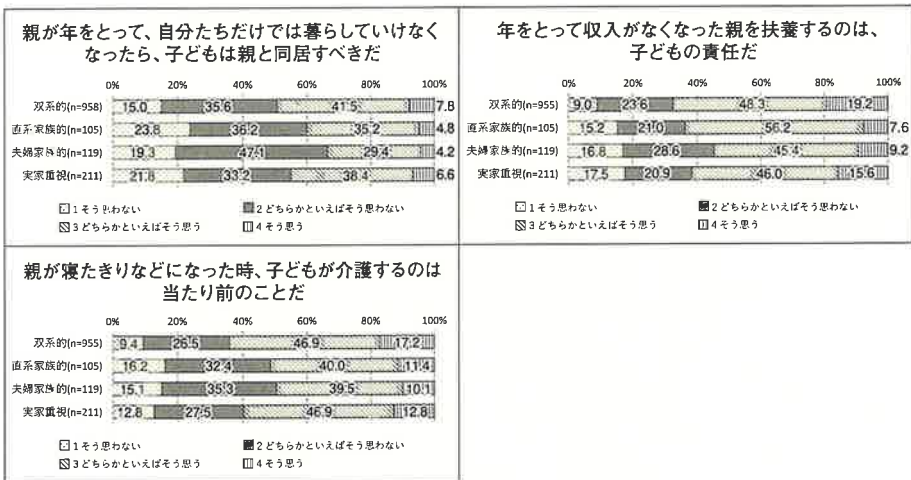 親が年をとって、自分たちだけでは暮らしていけなく
なったら、子どもは親と同居すべきだ
0% 20% 40% 60% 80% 100%
双系的(n=958) 15.0 35.6 41.5 7.8
直系家族的(n=105) 23.8 36.2 35.2 4.8
夫婦家族的(n=119) 19.3 47.1 29.4 4.2
実家重視(n=211) 21.8 33.2 38.4 6.6
1そう思わない 2どちらかといえばそう思わない
3どちらかといえばそう思う 4そう思う
年をとって収入がなくなった親を扶養するのは、
子どもの責任だ
0% 20% 40% 60% 80% 100%
双系的(n=955) 9.0 23.6 48.3 19.2
直系家族的(n=105) 15.2 21.0 56.2 7.6
夫婦家族的(n=119) 16.8 28.6 45.4 9.2
実家重視(n=211) 17.5 20.9 46.0 15.6
1そう思わない 2どちらかといえばそう思わない
3どちらかといえばそう思う 4そう思う
親が寝たきりなどになった時、子どもが介護するのは
当たり前のことだ
0% 20% 40% 60% 80% 100%
双系的(n=955) 9.4 26.5 46.9 17.2
直系家族的(n=105) 16.2 32.4 40.0 11.4
夫婦家族的(n=119) 15.1 35.3 39.5 10.1
実家重視(n=211) 12.8 27.5 46.9 12.8
1そう思わない 2どちらかといえばそう思わない
3どちらかといえばそう思う 4そう思う